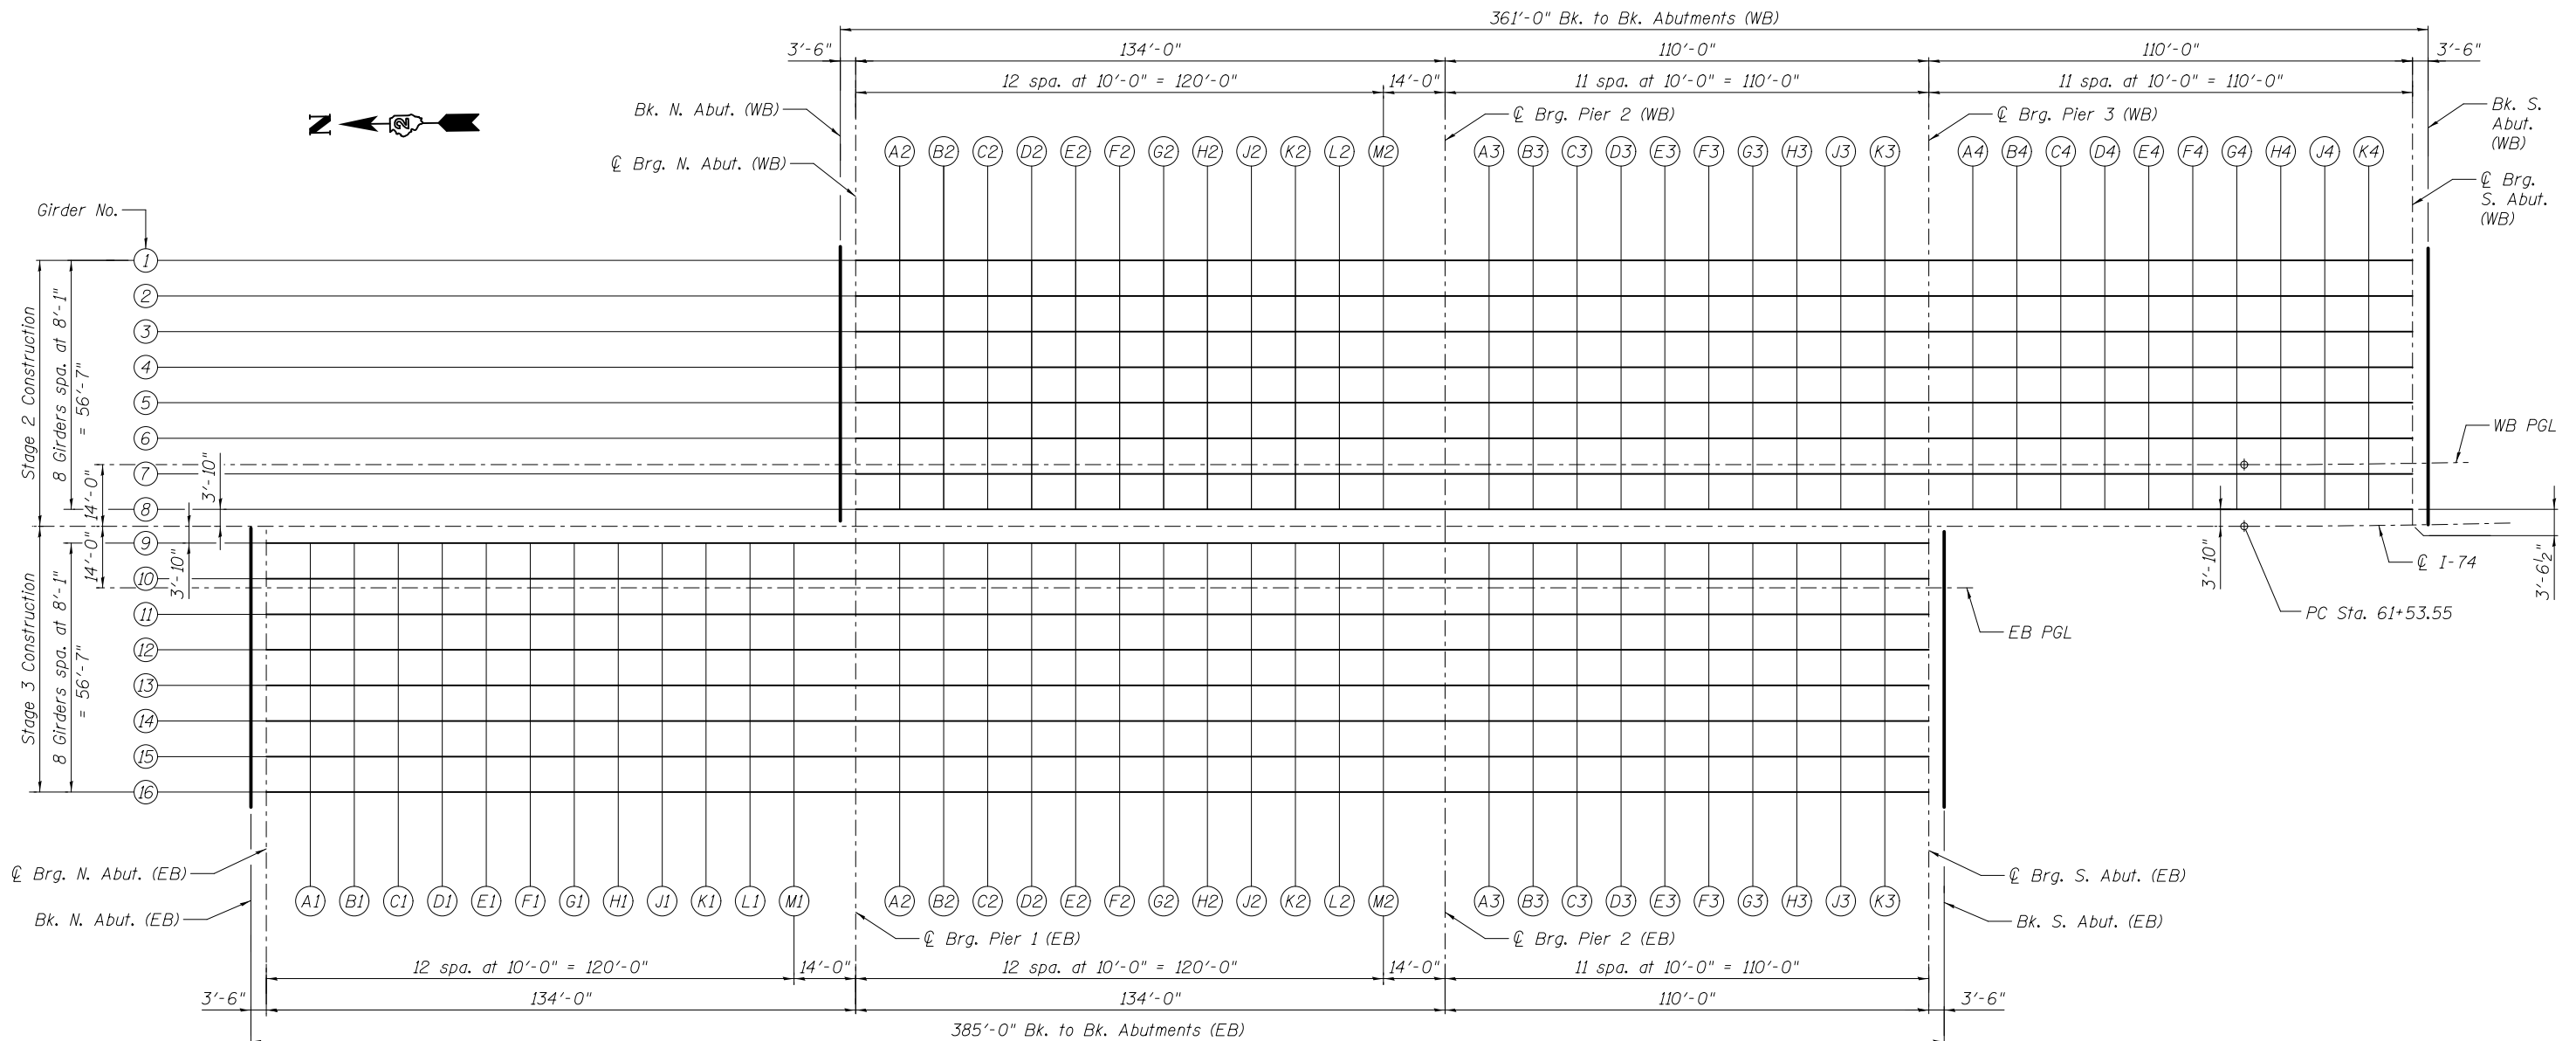 361'-0" Bk. to Bk. Abutments (WB)
3'-6" 134'-0" 110'-0" 110'-0" 3'-6"
12 spa. at 10'-0" = 120'-0" 14'-0" 11 spa. at 10'-0" = 110'-0" 11 spa. at 10'-0" = 110'-0"
Bk. N. Abut. (WB)
℄ Brg. N. Abut. (WB)
℄ Brg. Pier 2 (WB)
℄ Brg. Pier 3 (WB)
Bk. S.
Abut.
(WB)
℄ Brg.
S. Abut.
(WB)
N
2
A2 B2 C2 D2 E2 F2 G2 H2 J2 K2 L2 M2 A3 B3 C3 D3 E3 F3 G3 H3 J3 K3 A4 B4 C4 D4 E4 F4 G4 H4 J4 K4
Girder No.
1
2
3
4
5
6
7
8
9
10
11
12
13
14
15
16
Stage 2 Construction
8 Girders spa. at 8'-1"
= 56'-7"
14'-0"
3'-10"
Stage 3 Construction
8 Girders spa. at 8'-1"
= 56'-7"
14'-0"
3'-10"
WB PGL
℄ I-74
3'-10"
3'-6½"
PC Sta. 61+53.55
EB PGL
℄ Brg. N. Abut. (EB)
Bk. N. Abut. (EB)
A1 B1 C1 D1 E1 F1 G1 H1 J1 K1 L1 M1 A2 B2 C2 D2 E2 F2 G2 H2 J2 K2 L2 M2 A3 B3 C3 D3 E3 F3 G3 H3 J3 K3
℄ Brg. S. Abut. (EB)
Bk. S. Abut. (EB)
℄ Brg. Pier 1 (EB)
℄ Brg. Pier 2 (EB)
12 spa. at 10'-0" = 120'-0" 14'-0" 12 spa. at 10'-0" = 120'-0" 14'-0" 11 spa. at 10'-0" = 110'-0"
3'-6" 134'-0" 134'-0" 110'-0" 3'-6"
385'-0" Bk. to Bk. Abutments (EB)